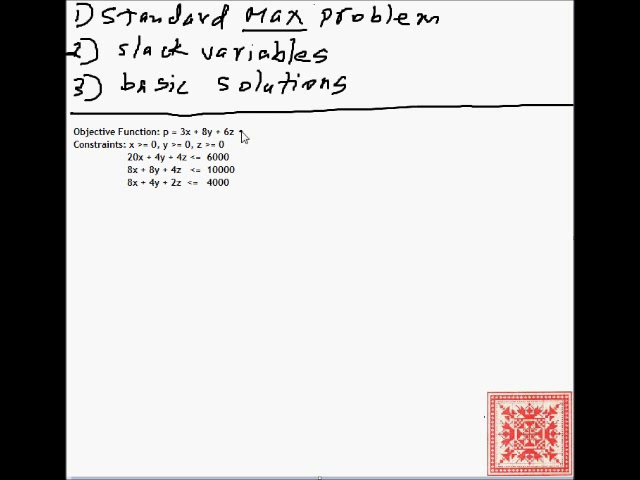 1) Standard Max problem
2) slack variables
3) basic solutions
Objective Function: p = 3x + 8y + 6z
Constraints: x >= 0, y >= 0, z >= 0
20x + 4y + 4z <= 6000
8x + 8y + 4z <= 10000
8x + 4y + 2z <= 4000